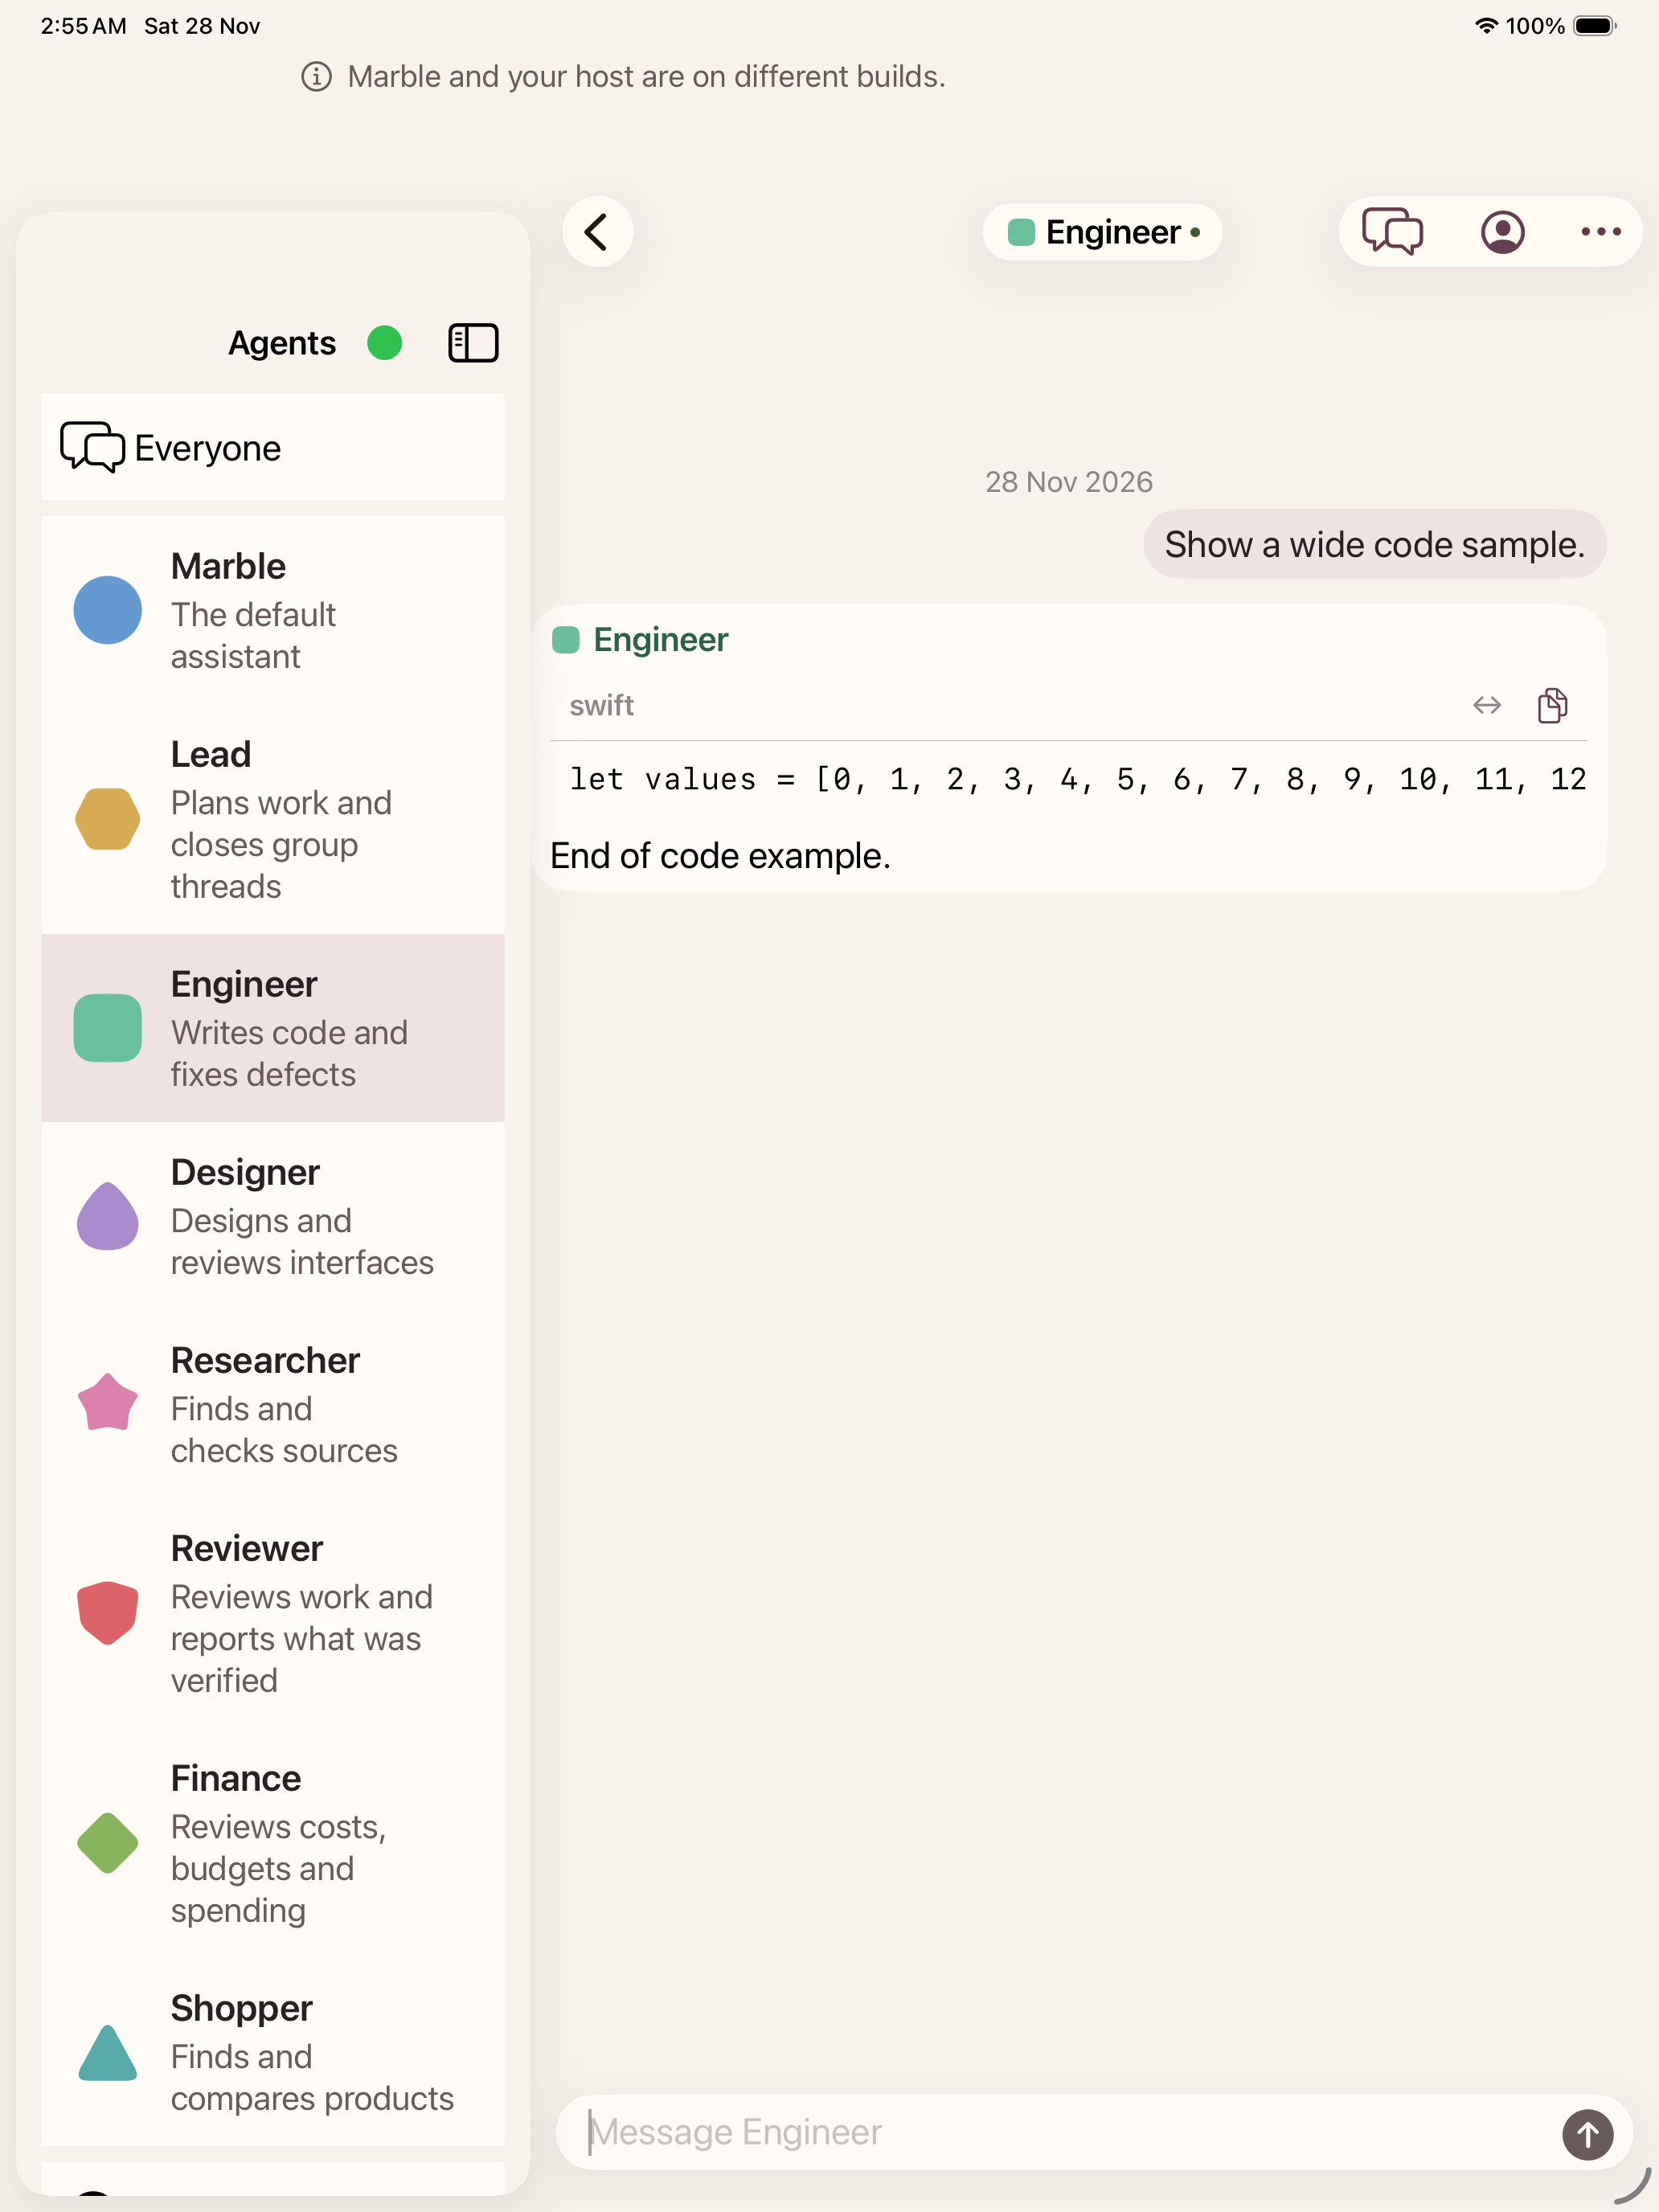 2:55 AM Sat 28 Nov
100%
Marble and your host are on different builds.
Agents
Everyone
Marble
The default
assistant
Lead
Plans work and
closes group
threads
Engineer
Writes code and
fixes defects
Designer
Designs and
reviews interfaces
Researcher
Finds and
checks sources
Reviewer
Reviews work and
reports what was
verified
Finance
Reviews costs,
budgets and
spending
Shopper
Finds and
compares products
Engineer
28 Nov 2026
Show a wide code sample.
Engineer
swift
let values = [0, 1, 2, 3, 4, 5, 6, 7, 8, 9, 10, 11, 12
End of code example.
Message Engineer